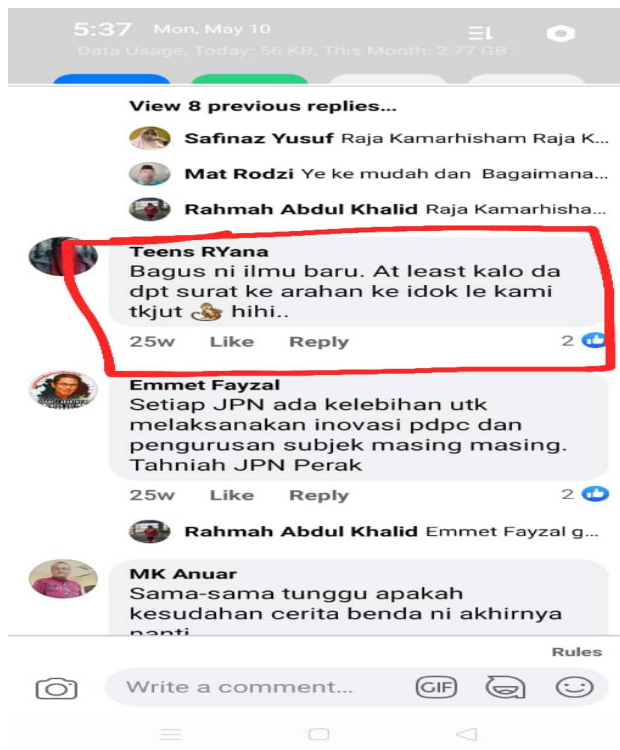 5:37 Mon, May 10
Data Usage, Today: 56 KB, This Month: 2.77 GB
View 8 previous replies...
Safinaz Yusuf Raja Kamarhisham Raja K...
Mat Rodzi Ye ke mudah dan Bagaimana...
Rahmah Abdul Khalid Raja Kamarhisha...
Teens RYana
Bagus ni ilmu baru. At least kalo da
dpt surat ke arahan ke idok le kami
tkjut 🐒 hihi..
25w Like Reply 2
Emmet Fayzal
Setiap JPN ada kelebihan utk
melaksanakan inovasi pdpc dan
pengurusan subjek masing masing.
Tahniah JPN Perak
25w Like Reply 2
Rahmah Abdul Khalid Emmet Fayzal g...
MK Anuar
Sama-sama tunggu apakah
kesudahan cerita benda ni akhirnya
nanti
Rules
Write a comment...
GIF